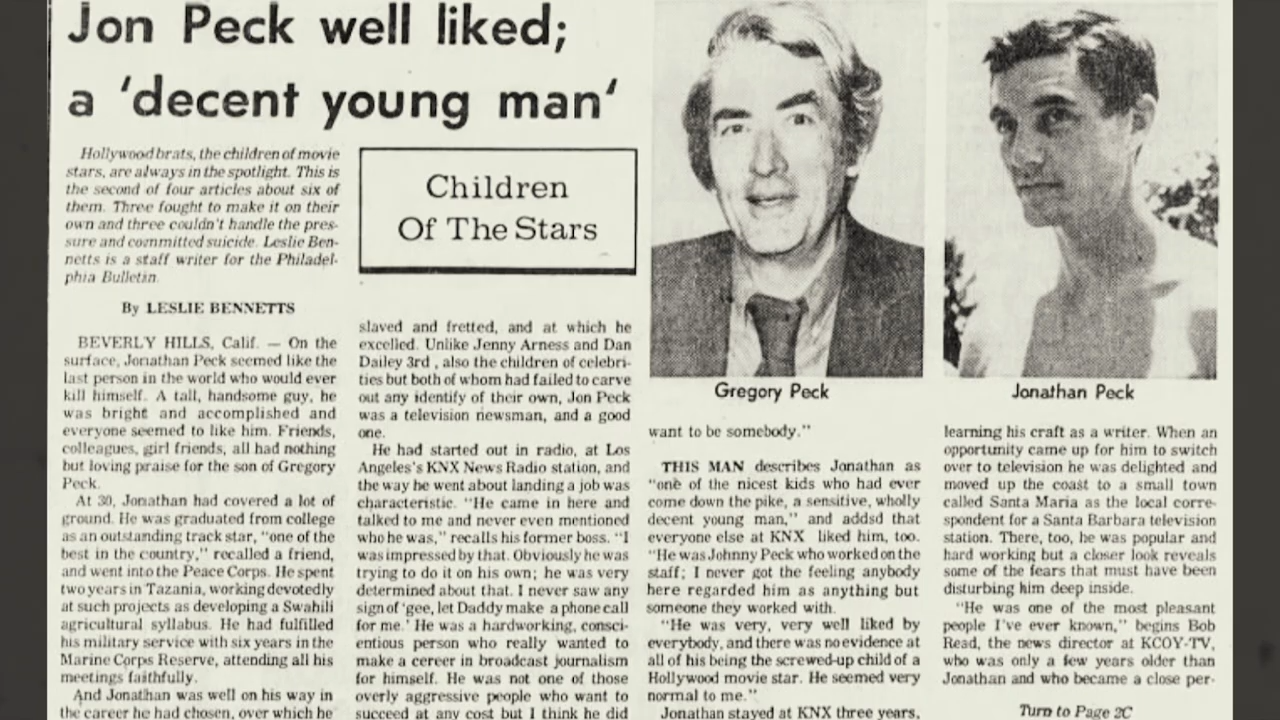 Jon Peck well liked;
a 'decent young man'
Hollywood brats, the children of movie
stars, are always in the spotlight. This is
the second of four articles about six of
them. Three fought to make it on their
own and three couldn't handle the pres-
sure and committed suicide. Leslie Ben-
netts is a staff writer for the Philadel-
phia Bulletin.
By LESLIE BENNETTS
BEVERLY HILLS, Calif. — On the
surface, Jonathan Peck seemed like the
last person in the world who would ever
kill himself. A tall, handsome guy, he
was bright and accomplished and
everyone seemed to like him. Friends,
colleagues, girl friends, all had nothing
but loving praise for the son of Gregory
Peck.
At 30, Jonathan had covered a lot of
ground. He was graduated from college
as an outstanding track star, "one of the
best in the country," recalled a friend,
and went into the Peace Corps. He spent
two years in Tazania, working devotedly
at such projects as developing a Swahili
agricultural syllabus. He had fulfilled
his military service with six years in the
Marine Corps Reserve, attending all his
meetings faithfully.
And Jonathan was well on his way in
the career he had chosen, over which he
Children
Of The Stars
slaved and fretted, and at which he
excelled. Unlike Jenny Arness and Dan
Dailey 3rd , also the children of celebri-
ties but both of whom had failed to carve
out any identify of their own, Jon Peck
was a television newsman, and a good
one.
He had started out in radio, at Los
Angeles's KNX News Radio station, and
the way he went about landing a job was
characteristic. "He came in here and
talked to me and never even mentioned
who he was," recalls his former boss. "I
was impressed by that. Obviously he was
trying to do it on his own; he was very
determined about that. I never saw any
sign of 'gee, let Daddy make a phone call
for me.' He was a hardworking, consci-
entious person who really wanted to
make a cereer in broadcast journalism
for himself. He was not one of those
overly aggressive people who want to
succeed at any cost but I think he did
Gregory Peck
want to be somebody."
THIS MAN describes Jonathan as
"one of the nicest kids who had ever
come down the pike, a sensitive, wholly
decent young man," and addsd that
everyone else at KNX liked him, too.
"He was Johnny Peck who worked on the
staff; I never got the feeling anybody
here regarded him as anything but
someone they worked with.
"He was very, very well liked by
everybody, and there was no evidence at
all of his being the screwed-up child of a
Hollywood movie star. He seemed very
normal to me."
Jonathan stayed at KNX three years,
Jonathan Peck
learning his craft as a writer. When an
opportunity came up for him to switch
over to television he was delighted and
moved up the coast to a small town
called Santa Maria as the local corre-
spondent for a Santa Barbara television
station. There, too, he was popular and
hard working but a closer look reveals
some of the fears that must have been
disturbing him deep inside.
"He was one of the most pleasant
people I've ever known," begins Bob
Read, the news director at KCOY-TV,
who was only a few years older than
Jonathan and who became a close per-
Turn to Page 2C